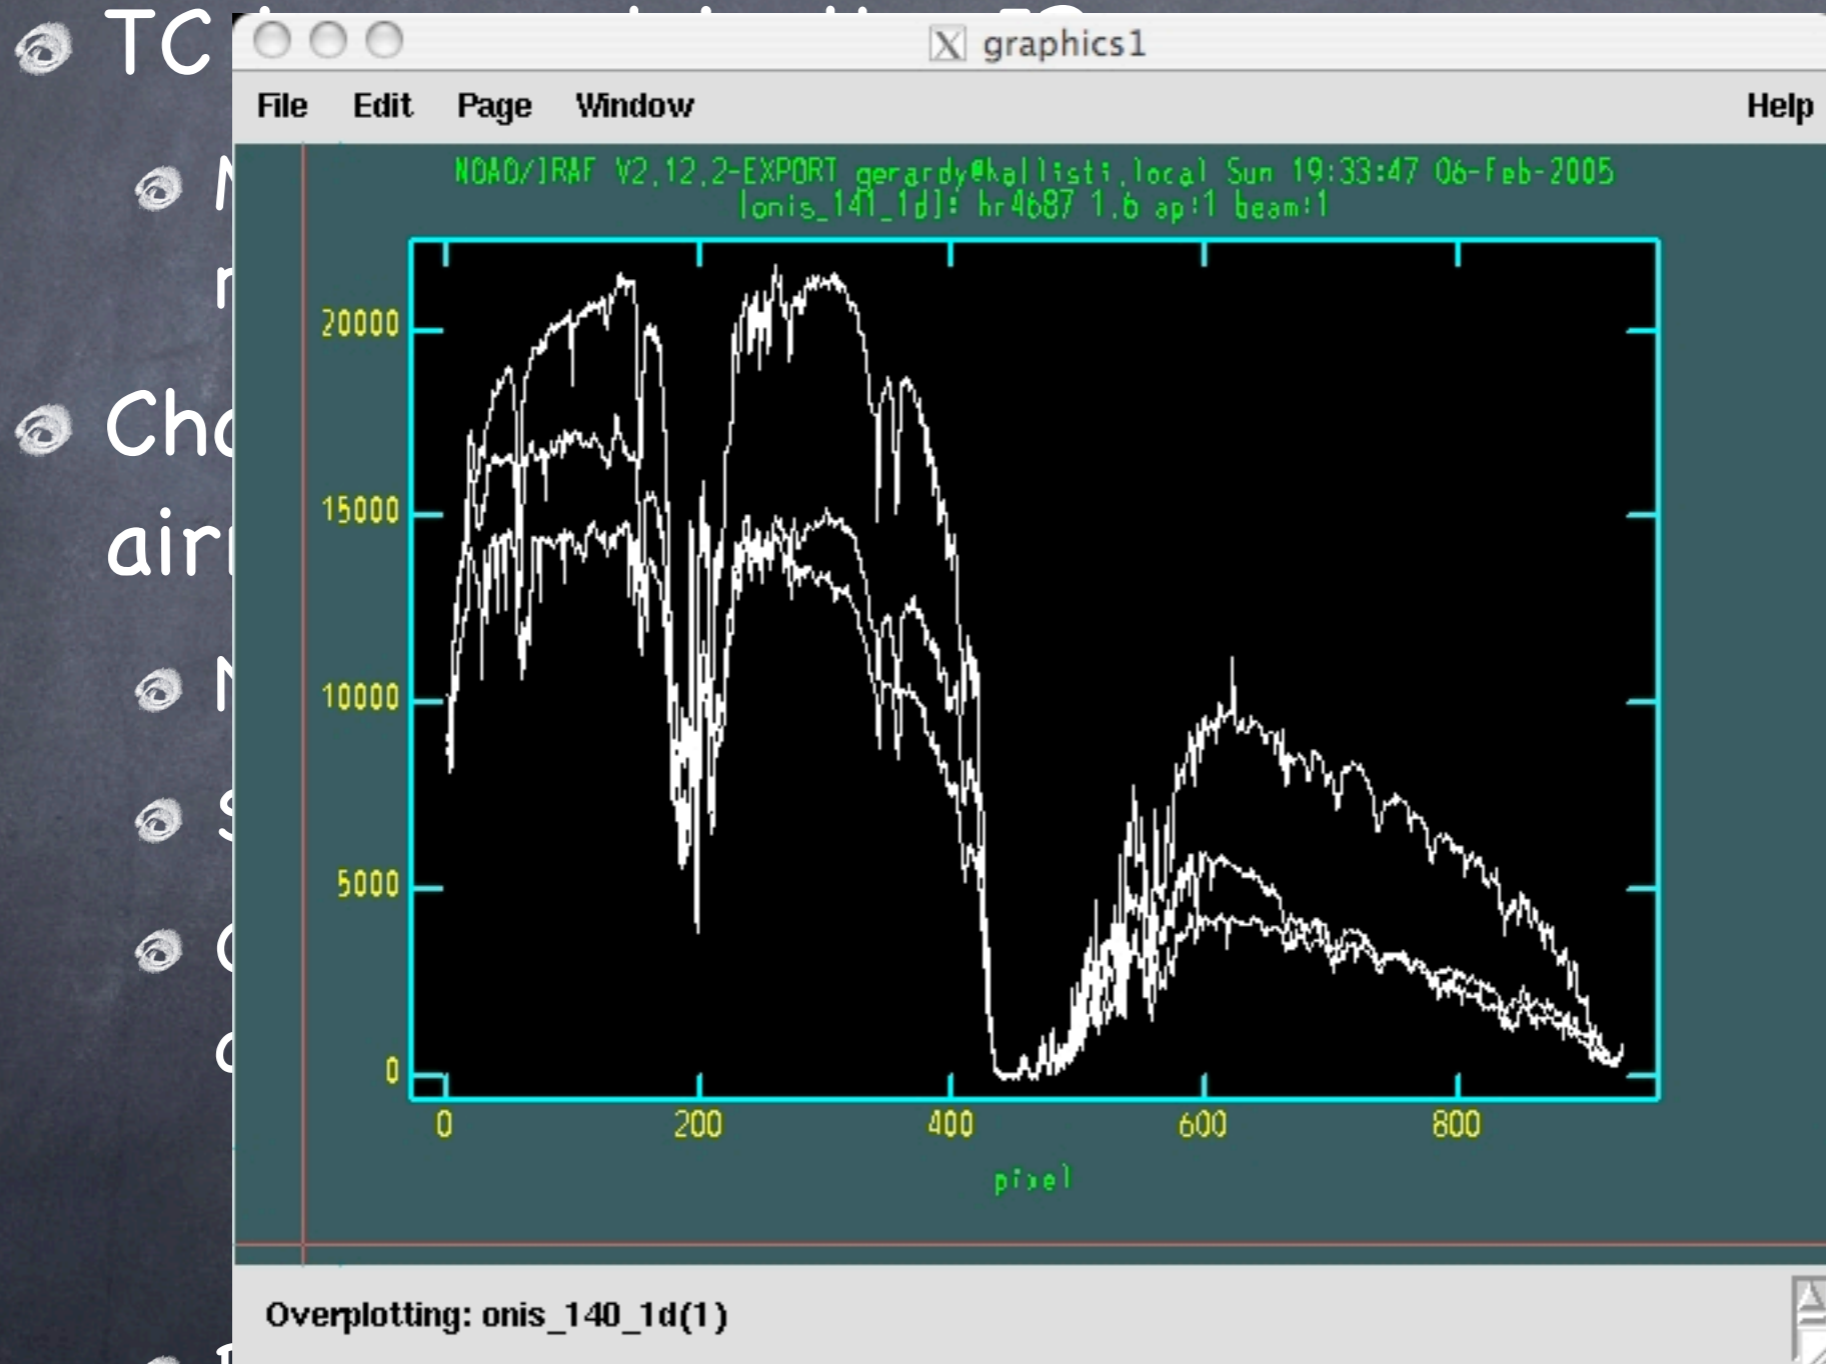 TC
graphics1
File Edit Page Window Help
NOAO/IRAF V2.12.2-EXPORT gerardy@kallisti.local Sun 19:33:47 06-Feb-2005
[onis_141_1d]: hr4687 1.6 ap:1 beam:1
20000
15000
10000
5000
0
0 200 400 600 800
pixel
Overplotting: onis_140_1d(1)